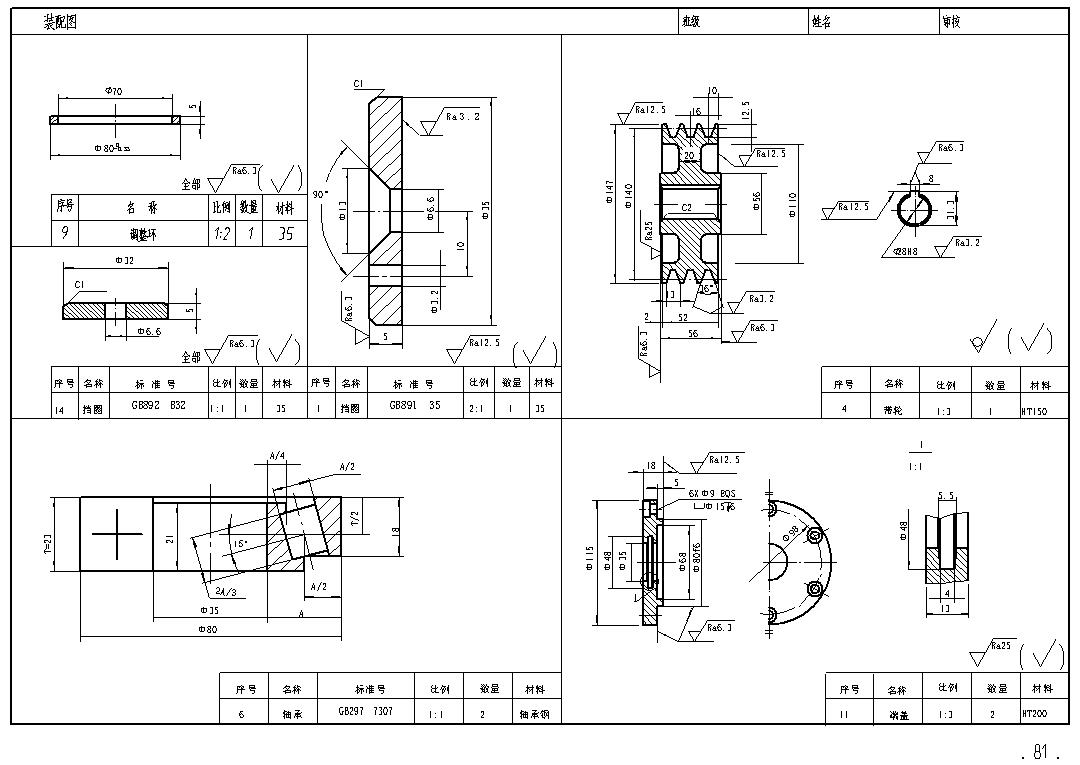 装配图 班级 姓名 审核
Φ70
5
Φ80
全部 Ra6.3 ( )
序号 名 称 比例 数量 材料
9 调整环 1:2 1 35
Φ32
C1
5
Φ6.6
全部 Ra6.3 ( )
序号 名称 标 准 号 比例 数量 材料
14 挡圈 GB892 B32 1:1 1 35
C1
Ra3.2
90°
Φ13
Φ6.6
10
Φ35
Φ3.2
Ra6.3
5
Ra12.5 ( )
序号 名称 标 准 号 比例 数量 材料
1 挡圈 GB891 35 2:1 1 35
10
Ra12.5
16
12.5
20
Ra12.5
Φ147
Φ140
Φ56
Φ110
C2
Ra25
13
36°
Ra3.2
2
52
56
Ra6.3
Ra6.3
Ra6.3
8
Ra12.5
31.3
Φ28H8
Ra3.2
( )
序号 名称 比例 数量 材料
4 带轮 1:3 1 HT150
A/4
A/2
T=23
21
15°
T/2
18
2A/3
A/2
Φ35
A
Φ80
序号 名称 标准号 比例 数量 材料
6 轴承 GB297 7307 1:1 2 轴承钢
18
Ra12.5
5
6X Φ9 EQS
Φ115
Φ48
Φ35
Φ68
Φ80f6
Ra6.3
Φ98
1
1:1
5.5
Φ48
4
13
Ra25 ( )
序号 名称 比例 数量 材料
11 端盖 1:3 2 HT200
. 81 .